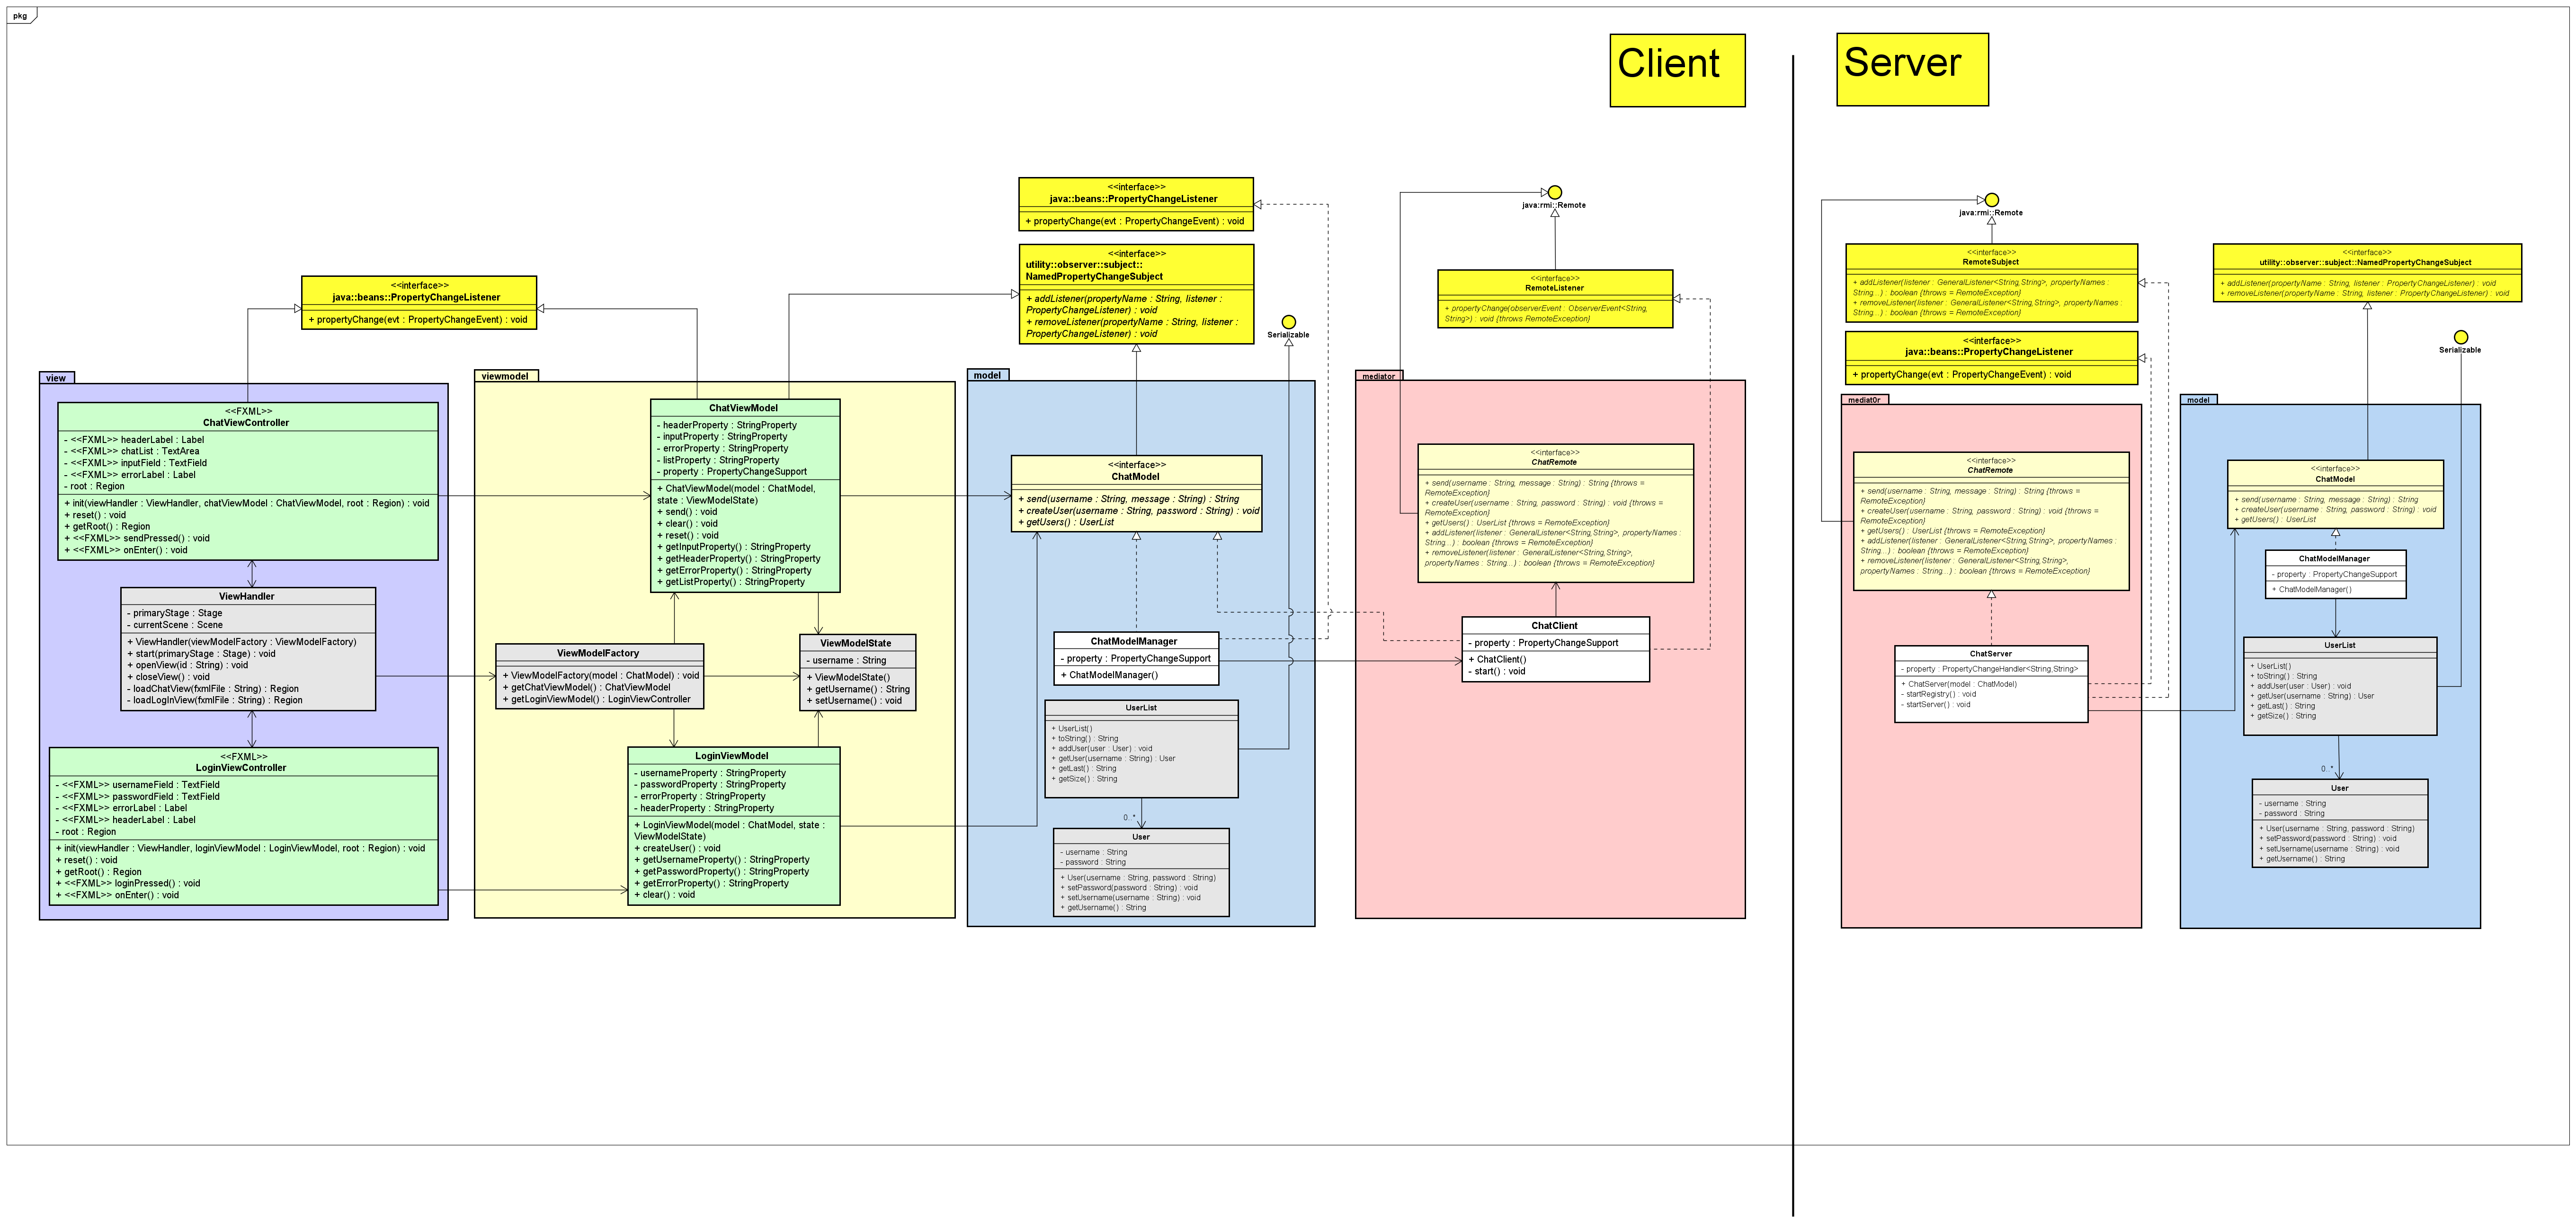 pkg
Client
Server
<<interface>>
java::beans::PropertyChangeListener
+ propertyChange(evt : PropertyChangeEvent) : void
<<interface>>
java::beans::PropertyChangeListener
+ propertyChange(evt : PropertyChangeEvent) : void
<<interface>>
utility::observer::subject::
NamedPropertyChangeSubject
+ addListener(propertyName : String, listener :
PropertyChangeListener) : void
+ removeListener(propertyName : String, listener :
PropertyChangeListener) : void
Serializable
view
<<FXML>>
ChatViewController
- <<FXML>> headerLabel : Label
- <<FXML>> chatList : TextArea
- <<FXML>> inputField : TextField
- <<FXML>> errorLabel : Label
- root : Region
+ init(viewHandler : ViewHandler, chatViewModel : ChatViewModel, root : Region) : void
+ reset() : void
+ getRoot() : Region
+ <<FXML>> sendPressed() : void
+ <<FXML>> onEnter() : void
ViewHandler
- primaryStage : Stage
- currentScene : Scene
+ ViewHandler(viewModelFactory : ViewModelFactory)
+ start(primaryStage : Stage) : void
+ openView(id : String) : void
+ closeView() : void
- loadChatView(fxmlFile : String) : Region
- loadLogInView(fxmlFile : String) : Region
<<FXML>>
LoginViewController
- <<FXML>> usernameField : TextField
- <<FXML>> passwordField : TextField
- <<FXML>> errorLabel : Label
- <<FXML>> headerLabel : Label
- root : Region
+ init(viewHandler : ViewHandler, loginViewModel : LoginViewModel, root : Region) : void
+ reset() : void
+ getRoot() : Region
+ <<FXML>> loginPressed() : void
+ <<FXML>> onEnter() : void
viewmodel
ChatViewModel
- headerProperty : StringProperty
- inputProperty : StringProperty
- errorProperty : StringProperty
- listProperty : StringProperty
- property : PropertyChangeSupport
+ ChatViewModel(model : ChatModel,
state : ViewModelState)
+ send() : void
+ clear() : void
+ reset() : void
+ getInputProperty() : StringProperty
+ getHeaderProperty() : StringProperty
+ getErrorProperty() : StringProperty
+ getListProperty() : StringProperty
ViewModelFactory
+ ViewModelFactory(model : ChatModel) : void
+ getChatViewModel() : ChatViewModel
+ getLoginViewModel() : LoginViewController
ViewModelState
- username : String
+ ViewModelState()
+ getUsername() : String
+ setUsername() : void
LoginViewModel
- usernameProperty : StringProperty
- passwordProperty : StringProperty
- errorProperty : StringProperty
- headerProperty : StringProperty
+ LoginViewModel(model : ChatModel, state :
ViewModelState)
+ createUser() : void
+ getUsernameProperty() : StringProperty
+ getPasswordProperty() : StringProperty
+ getErrorProperty() : StringProperty
+ clear() : void
model
<<interface>>
ChatModel
+ send(username : String, message : String) : String
+ createUser(username : String, password : String) : void
+ getUsers() : UserList
ChatModelManager
- property : PropertyChangeSupport
+ ChatModelManager()
UserList
+ UserList()
+ toString() : String
+ addUser(user : User) : void
+ getUser(username : String) : User
+ getLast() : String
+ getSize() : String
0..*
User
- username : String
- password : String
+ User(username : String, password : String)
+ setPassword(password : String) : void
+ setUsername(username : String) : void
+ getUsername() : String
java:rmi::Remote
<<interface>>
RemoteListener
+ propertyChange(observerEvent : ObserverEvent<String,
String>) : void {throws RemoteException}
mediator
<<interface>>
ChatRemote
+ send(username : String, message : String) : String {throws =
RemoteException}
+ createUser(username : String, password : String) : void {throws =
RemoteException}
+ getUsers() : UserList {throws = RemoteException}
+ addListener(listener : GeneralListener<String,String>, propertyNames :
String...) : boolean {throws = RemoteException}
+ removeListener(listener : GeneralListener<String,String>,
propertyNames : String...) : boolean {throws = RemoteException}
ChatClient
- property : PropertyChangeSupport
+ ChatClient()
- start() : void
java:rmi::Remote
<<interface>>
RemoteSubject
+ addListener(listener : GeneralListener<String,String>, propertyNames :
String...) : boolean {throws = RemoteException}
+ removeListener(listener : GeneralListener<String,String>, propertyNames :
String...) : boolean {throws = RemoteException}
<<interface>>
java::beans::PropertyChangeListener
+ propertyChange(evt : PropertyChangeEvent) : void
mediat0r
<<interface>>
ChatRemote
+ send(username : String, message : String) : String {throws =
RemoteException}
+ createUser(username : String, password : String) : void {throws =
RemoteException}
+ getUsers() : UserList {throws = RemoteException}
+ addListener(listener : GeneralListener<String,String>, propertyNames :
String...) : boolean {throws = RemoteException}
+ removeListener(listener : GeneralListener<String,String>,
propertyNames : String...) : boolean {throws = RemoteException}
ChatServer
- property : PropertyChangeHandler<String,String>
+ ChatServer(model : ChatModel)
- startRegistry() : void
- startServer() : void
<<interface>>
utility::observer::subject::NamedPropertyChangeSubject
+ addListener(propertyName : String, listener : PropertyChangeListener) : void
+ removeListener(propertyName : String, listener : PropertyChangeListener) : void
Serializable
model
<<interface>>
ChatModel
+ send(username : String, message : String) : String
+ createUser(username : String, password : String) : void
+ getUsers() : UserList
ChatModelManager
- property : PropertyChangeSupport
+ ChatModelManager()
UserList
+ UserList()
+ toString() : String
+ addUser(user : User) : void
+ getUser(username : String) : User
+ getLast() : String
+ getSize() : String
0..*
User
- username : String
- password : String
+ User(username : String, password : String)
+ setPassword(password : String) : void
+ setUsername(username : String) : void
+ getUsername() : String